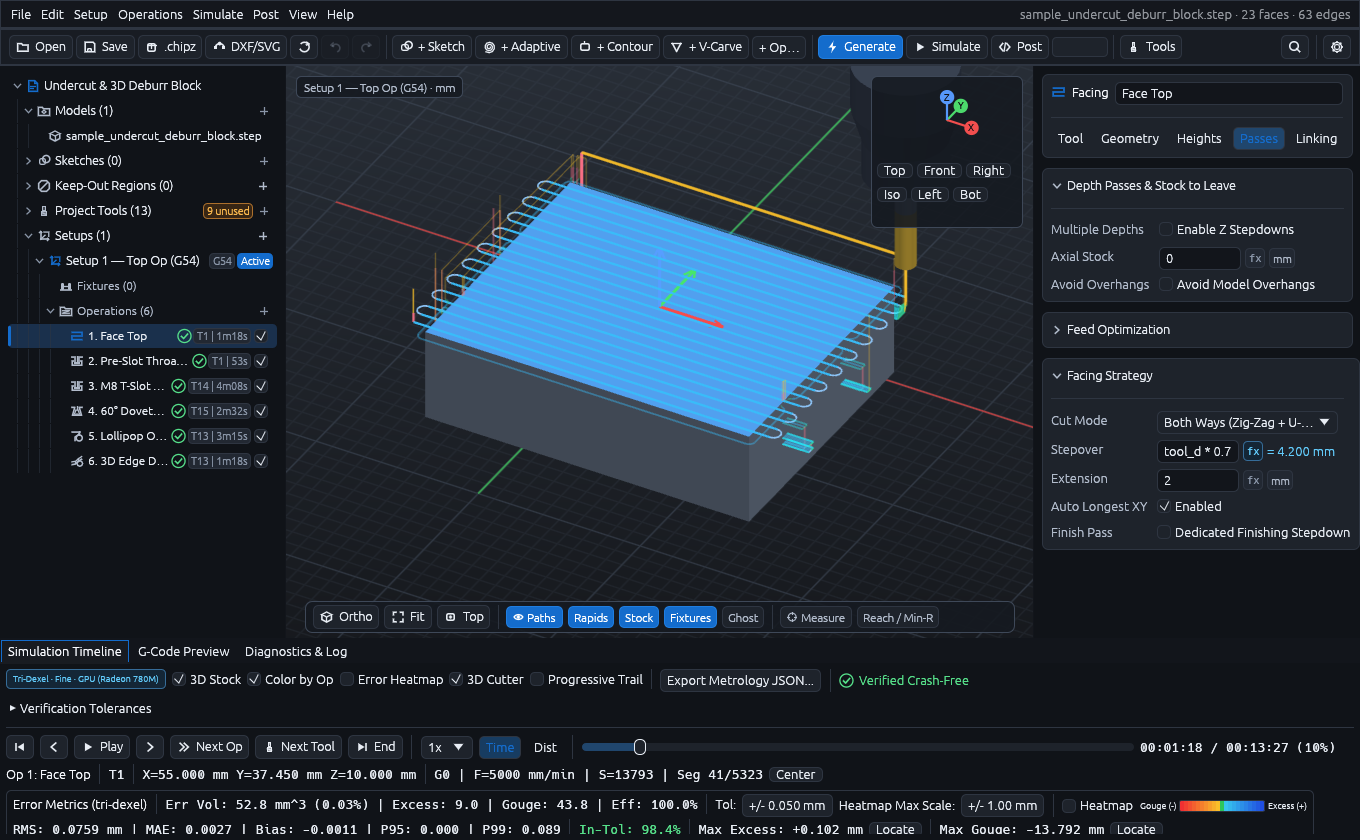 File Edit Setup Operations Simulate Post View Help
sample_undercut_deburr_block.step · 23 faces · 63 edges
Open Save .chipz DXF/SVG + Sketch + Adaptive + Contour + V-Carve + Op... Generate Simulate Post Tools
Undercut & 3D Deburr Block
Models (1) +
sample_undercut_deburr_block.step
Sketches (0) +
Keep-Out Regions (0) +
Project Tools (13) 9 unused +
Setups (1) +
Setup 1 — Top Op (G54) G54 Active
Fixtures (0)
Operations (6) +
1. Face Top T1 | 1m18s
2. Pre-Slot Throa... T1 | 53s
3. M8 T-Slot ... T14 | 4m08s
4. 60° Dovet... T15 | 2m32s
5. Lollipop O... T13 | 3m15s
6. 3D Edge D... T13 | 1m18s
Setup 1 — Top Op (G54) · mm
Z
Y
X
Top Front Right
Iso Left Bot
Ortho Fit Top Paths Rapids Stock Fixtures Ghost Measure Reach / Min-R
Facing Face Top
Tool Geometry Heights Passes Linking
Depth Passes & Stock to Leave
Multiple Depths Enable Z Stepdowns
Axial Stock 0 fx mm
Avoid Overhangs Avoid Model Overhangs
Feed Optimization
Facing Strategy
Cut Mode Both Ways (Zig-Zag + U-...
Stepover tool_d * 0.7 fx = 4.200 mm
Extension 2 fx mm
Auto Longest XY Enabled
Finish Pass Dedicated Finishing Stepdown
Simulation Timeline G-Code Preview Diagnostics & Log
Tri-Dexel · Fine · GPU (Radeon 780M) 3D Stock Color by Op Error Heatmap 3D Cutter Progressive Trail Export Metrology JSON... Verified Crash-Free
Verification Tolerances
Play Next Op Next Tool End 1x Time Dist 00:01:18 / 00:13:27 (10%)
Op 1: Face Top T1 X=55.000 mm Y=37.450 mm Z=10.000 mm G0 | F=5000 mm/min | S=13793 | Seg 41/5323 Center
Error Metrics (tri-dexel) Err Vol: 52.8 mm^3 (0.03%) | Excess: 9.0 | Gouge: 43.8 | Eff: 100.0% Tol: +/- 0.050 mm Heatmap Max Scale: +/- 1.00 mm Heatmap Gouge (-) Excess (+)
RMS: 0.0759 mm | MAE: 0.0027 | Bias: -0.0011 | P95: 0.000 | P99: 0.089 In-Tol: 98.4% Max Excess: +0.102 mm Locate Max Gouge: -13.792 mm Locate